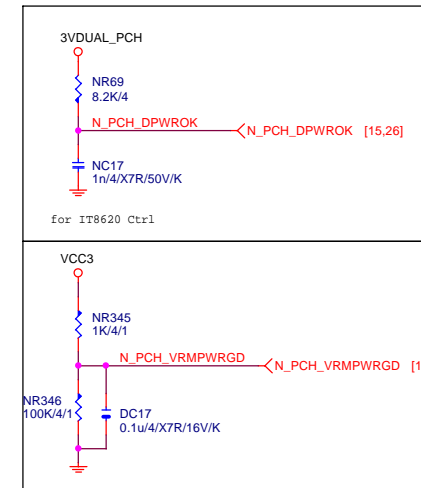 3VDUAL_PCH
NR69
8.2K/4
N_PCH_DPWROK
N_PCH_DPWROK [15,26]
NC17
1n/4/X7R/50V/K
for IT8620 Ctrl
VCC3
NR345
1K/4/1
N_PCH_VRMPWRGD
N_PCH_VRMPWRGD [1
NR346
100K/4/1
DC17
0.1u/4/X7R/16V/K